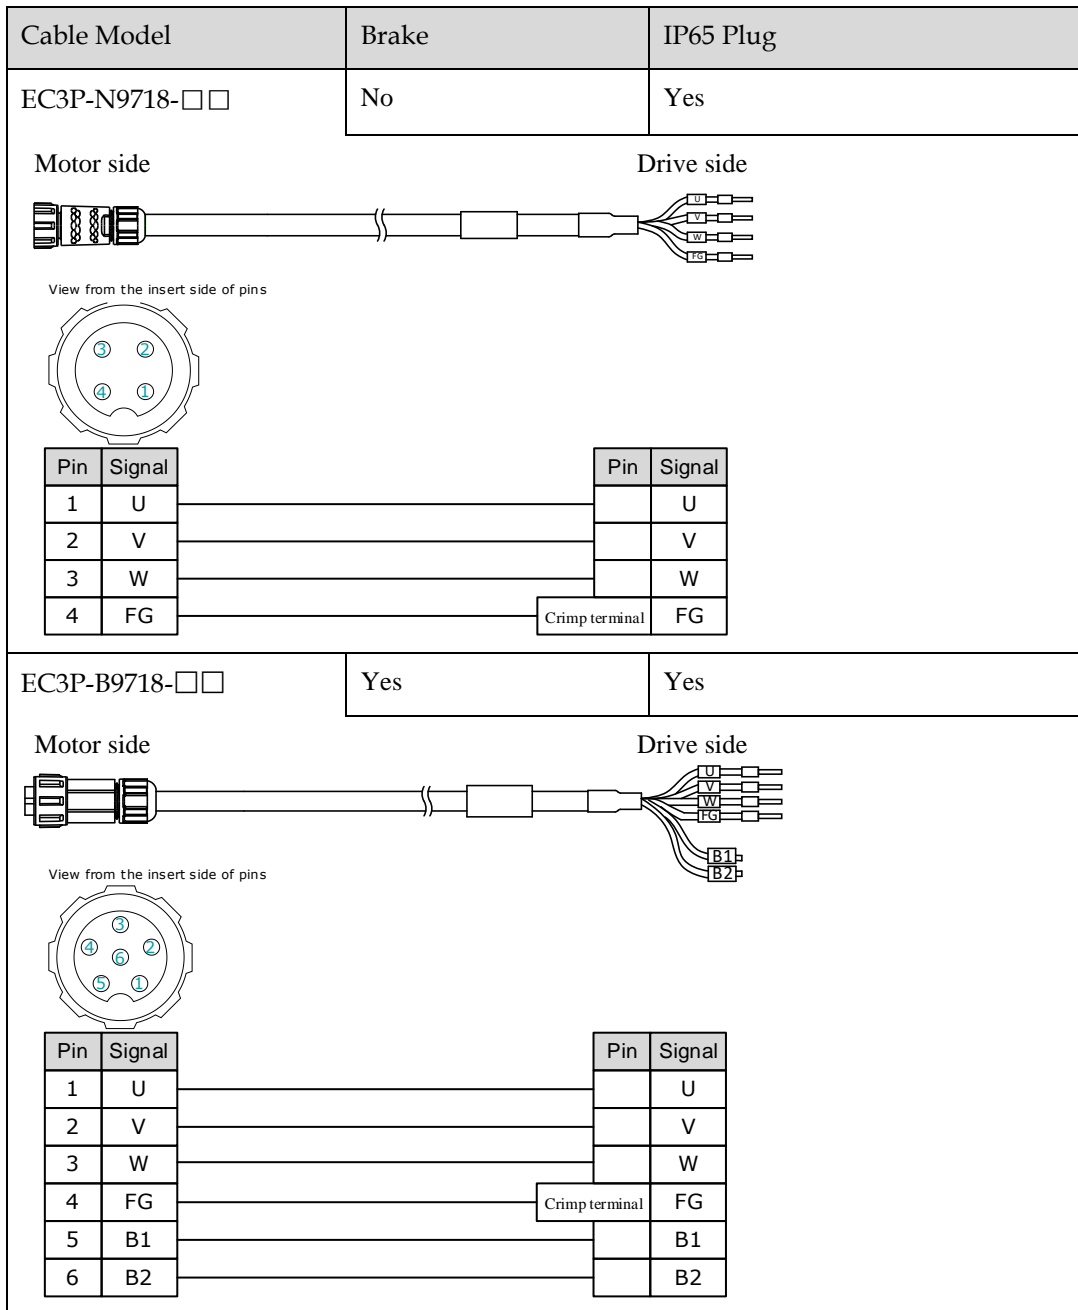 Cable Model Brake IP65 Plug
EC3P-N9718-□□ No Yes
Motor side Drive side
U
V
W
FG
View from the insert side of pins
3 2
4 1
Pin Signal Pin Signal
1 U U
2 V V
3 W W
4 FG Crimp terminal FG
EC3P-B9718-□□ Yes Yes
Motor side Drive side
U
V
W
FG
B1
B2
View from the insert side of pins
3
4 6 2
5 1
Pin Signal Pin Signal
1 U U
2 V V
3 W W
4 FG Crimp terminal FG
5 B1 B1
6 B2 B2